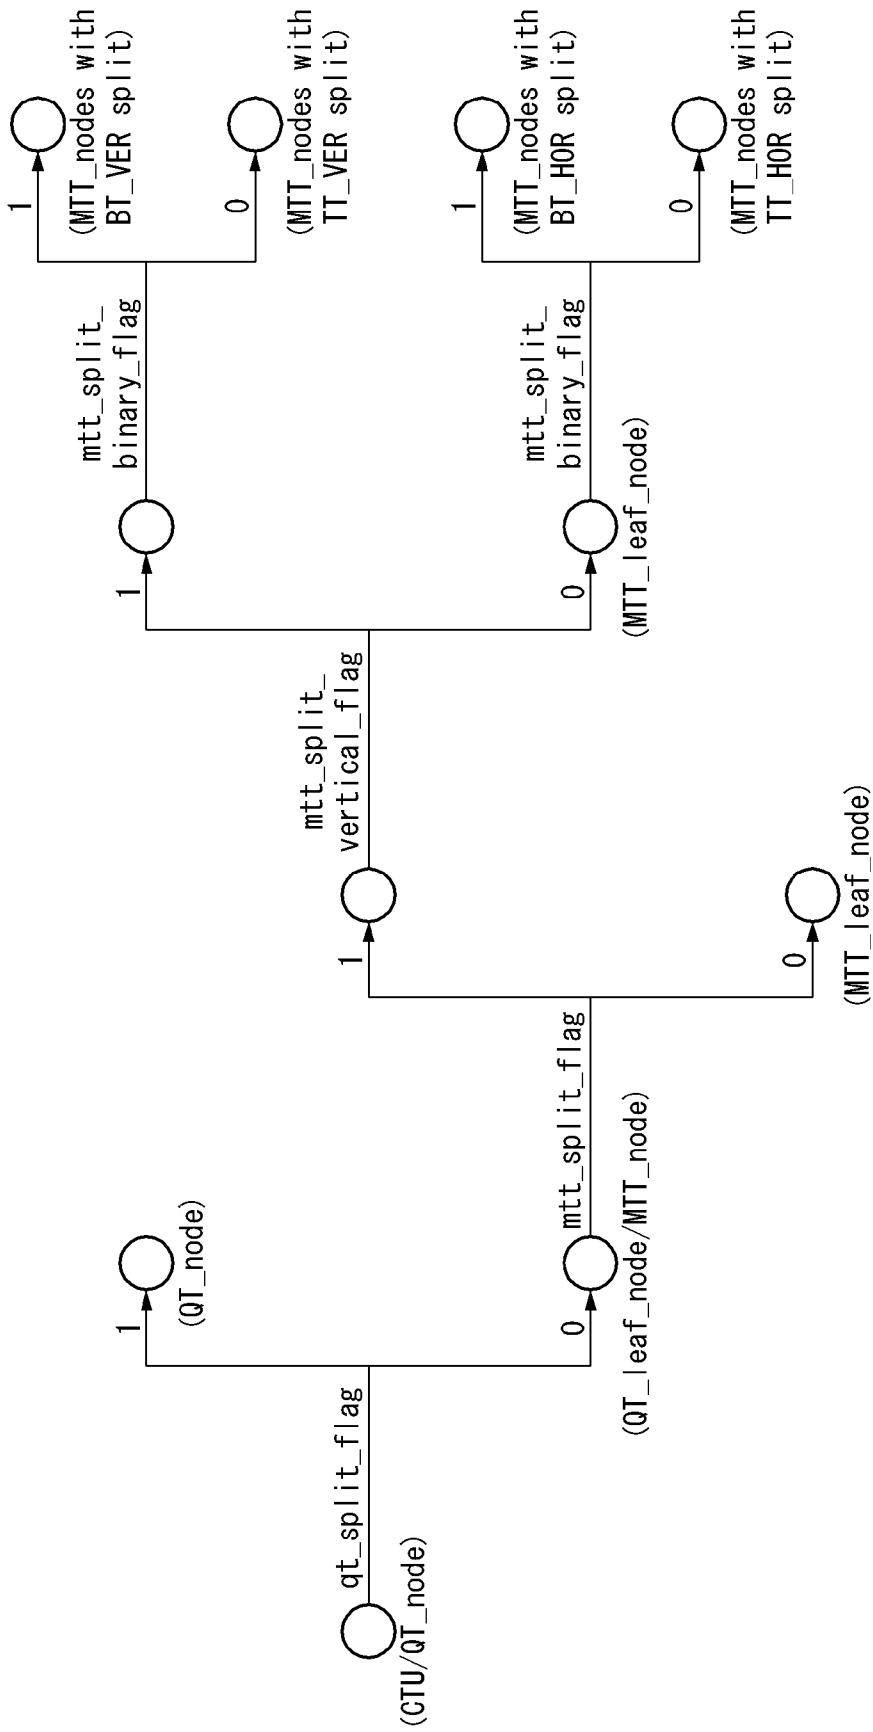 (CTU/QT_node)
qt_split_flag
1
(QT_node)
0
(QT_leaf_node/MTT_node)
mtt_split_flag
1
0
(MTT_leaf_node)
mtt_split_
vertical_flag
1
0
(MTT_leaf_node)
mtt_split_
binary_flag
1
(MTT_nodes with
BT_VER split)
0
(MTT_nodes with
TT_VER split)
mtt_split_
binary_flag
1
(MTT_nodes with
BT_HOR split)
0
(MTT_nodes with
TT_HOR split)